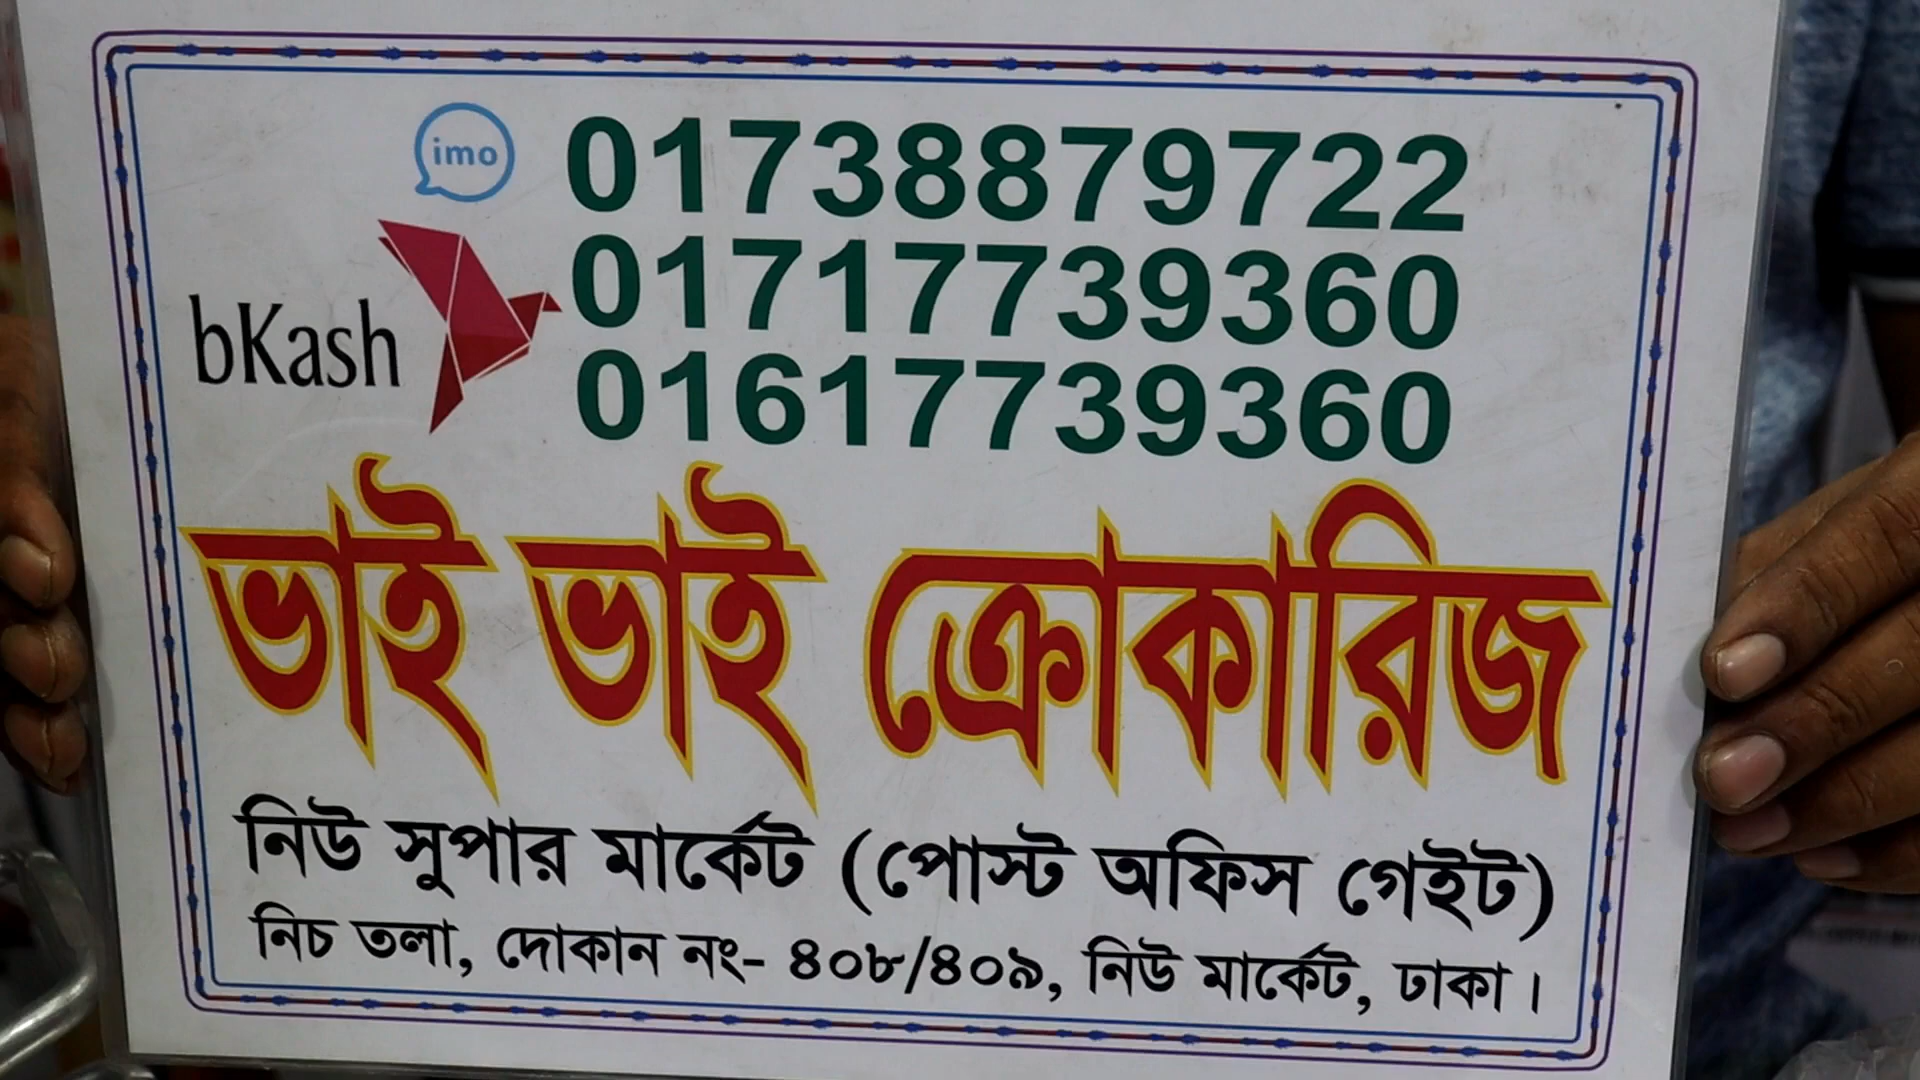 imo 01738879722
bKash 01717739360
01617739360
ভাই ভাই ক্রোকারিজ
নিউ সুপার মার্কেট (পোস্ট অফিস গেইট)
নিচ তলা, দোকান নং- ৪০৮/৪০৯, নিউ মার্কেট, ঢাকা।